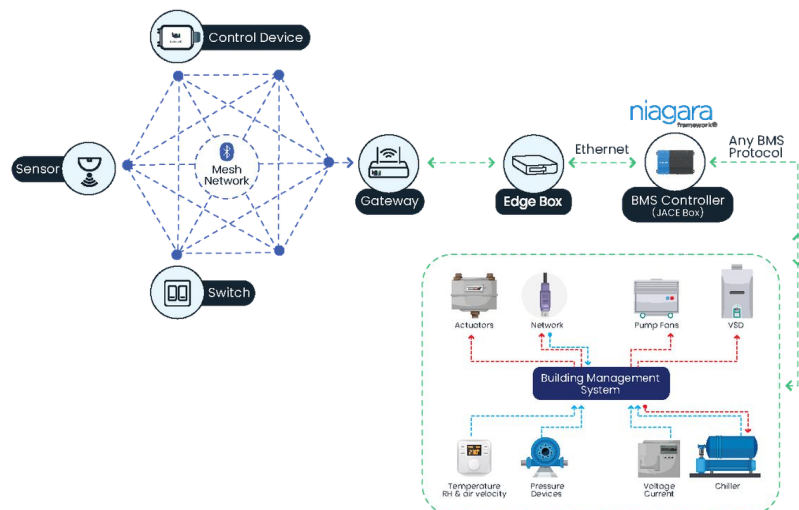 Control Device
Sensor
Mesh
Network
Switch
Gateway
Edge Box
Ethernet
niagara
framework®
BMS Controller
(JACE Box)
Any BMS
Protocol
Actuators
Network
Pump Fans
VSD
Building Management
System
Temperature
RH & air velocity
Pressure
Devices
Voltage
Current
Chiller